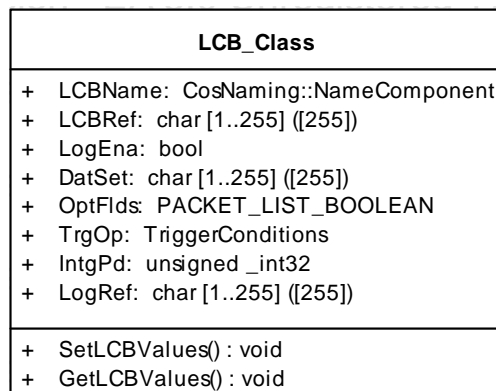 LCB_Class
+ LCBName: CosNaming::NameComponent
+ LCBRef: char [1..255] ([255])
+ LogEna: bool
+ DatSet: char [1..255] ([255])
+ OptFlds: PACKET_LIST_BOOLEAN
+ TrgOp: TriggerConditions
+ IntgPd: unsigned _int32
+ LogRef: char [1..255] ([255])
+ SetLCBValues() : void
+ GetLCBValues() : void